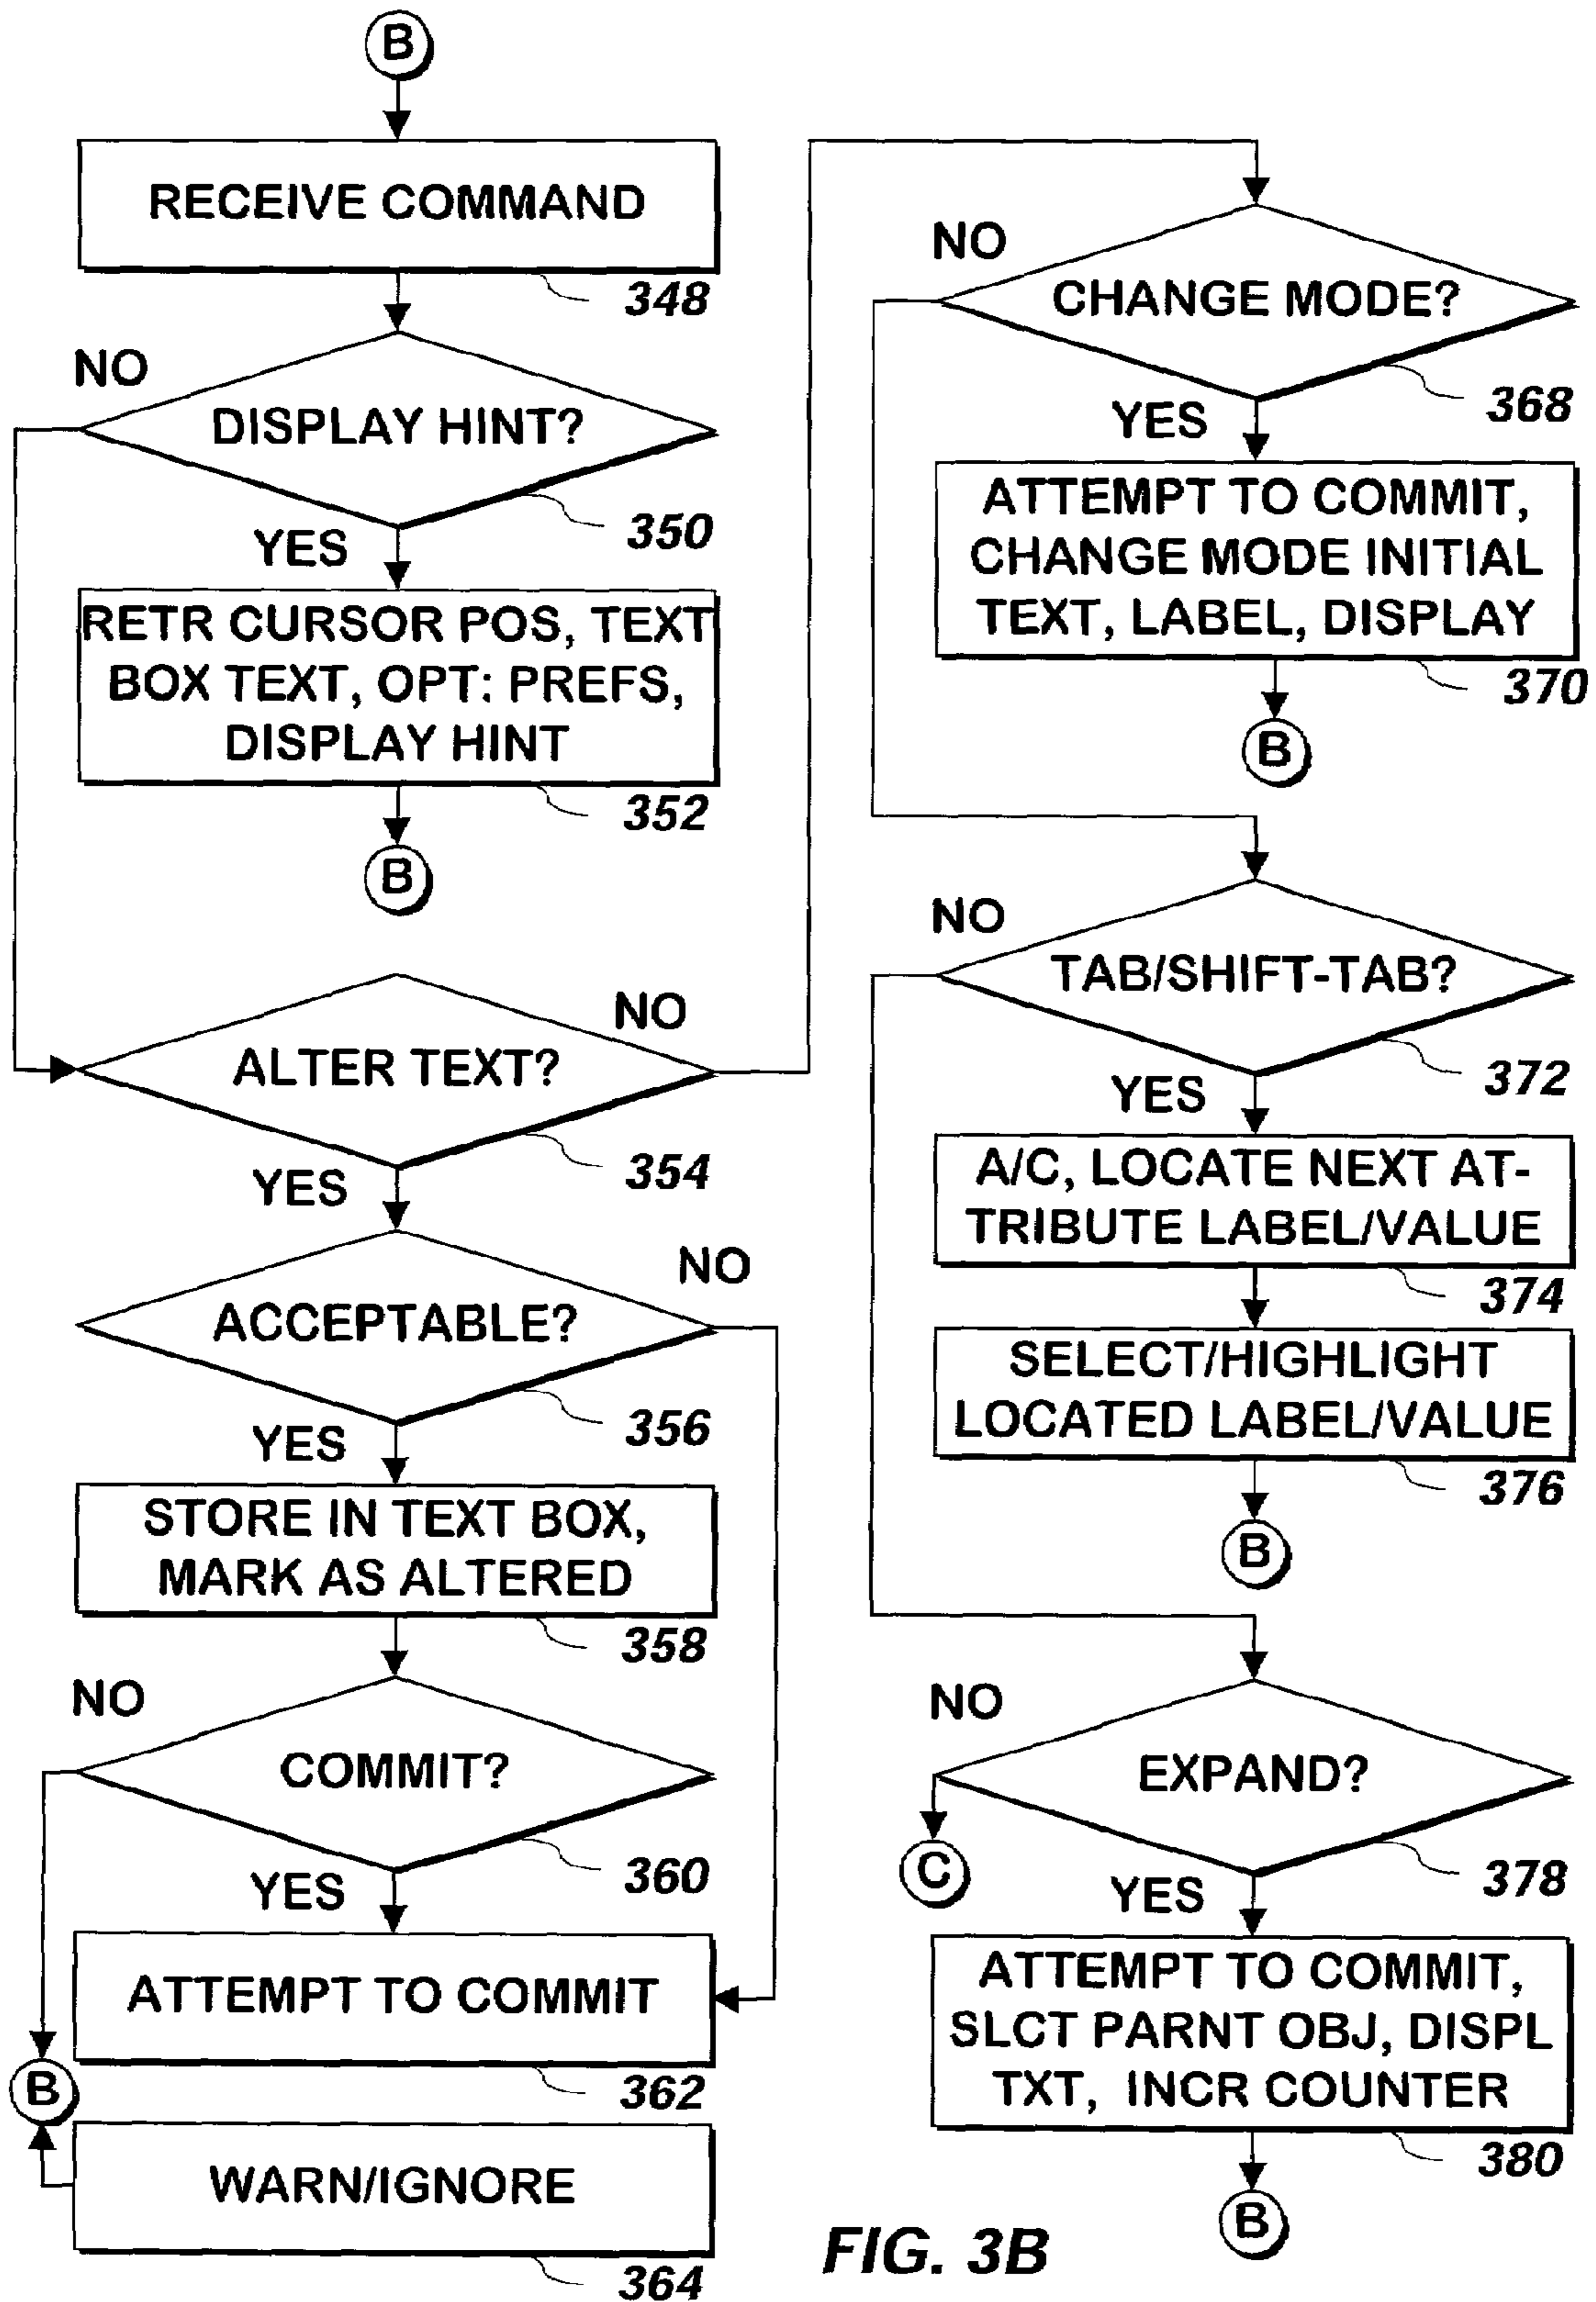 B
RECEIVE COMMAND
348
NO
DISPLAY HINT?
350
YES
RETR CURSOR POS, TEXT
BOX TEXT, OPT: PREFS,
DISPLAY HINT
352
B
NO
ALTER TEXT?
354
YES
NO
ACCEPTABLE?
356
YES
STORE IN TEXT BOX,
MARK AS ALTERED
358
NO
COMMIT?
360
YES
ATTEMPT TO COMMIT
362
B
WARN/IGNORE
364
NO
CHANGE MODE?
368
YES
ATTEMPT TO COMMIT,
CHANGE MODE INITIAL
TEXT, LABEL, DISPLAY
370
B
NO
TAB/SHIFT-TAB?
372
YES
A/C, LOCATE NEXT AT-
TRIBUTE LABEL/VALUE
374
SELECT/HIGHLIGHT
LOCATED LABEL/VALUE
376
B
NO
EXPAND?
C
378
YES
ATTEMPT TO COMMIT,
SLCT PARNT OBJ, DISPL
TXT, INCR COUNTER
380
B
FIG. 3B